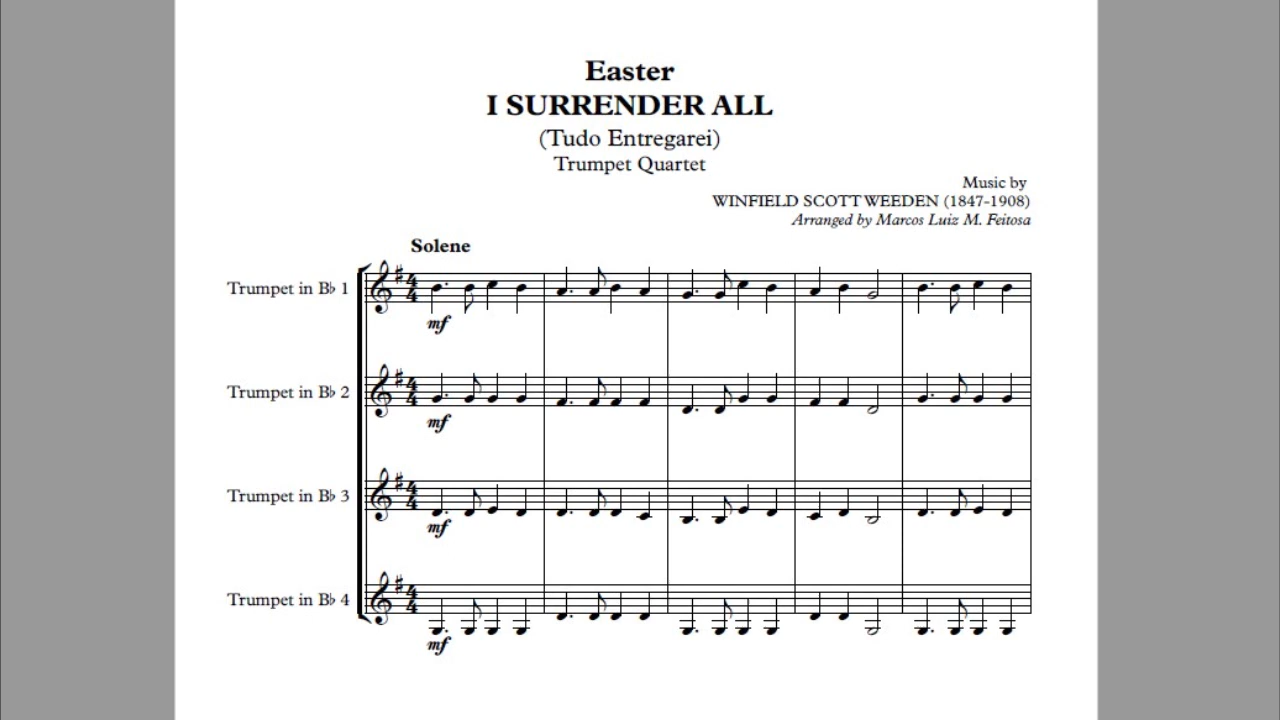 Easter
I SURRENDER ALL
(Tudo Entregarei)
Trumpet Quartet
Music by
WINFIELD SCOTT WEEDEN (1847-1908)
Arranged by Marcos Luiz M. Feitosa
Solene
Trumpet in B♭ 1
mf
Trumpet in B♭ 2
mf
Trumpet in B♭ 3
mf
Trumpet in B♭ 4
mf